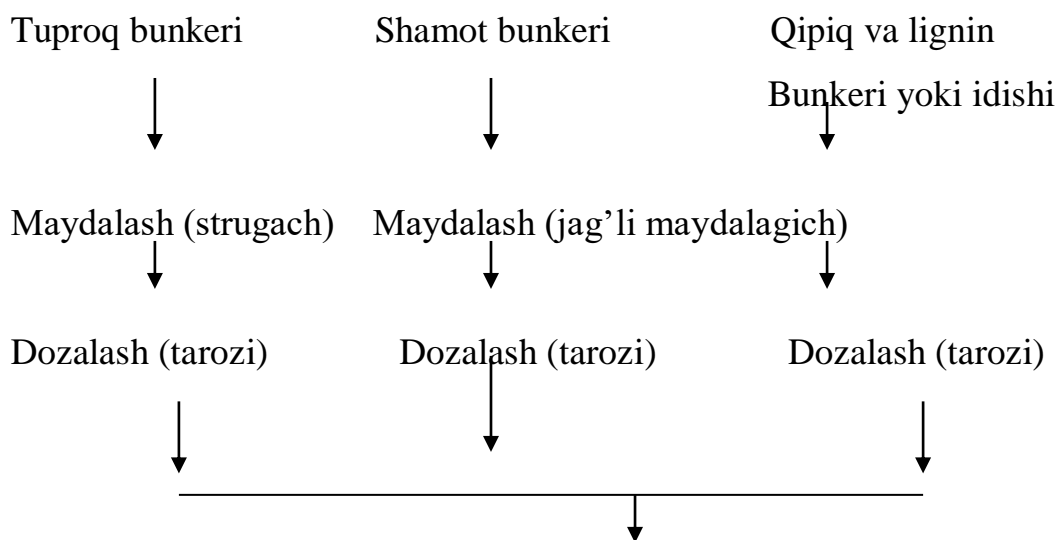 Tuproq bunkeri Shamot bunkeri Qipiq va lignin
Bunkeri yoki idishi
Maydalash (strugach) Maydalash (jag’li maydalagich)
Dozalash (tarozi) Dozalash (tarozi) Dozalash (tarozi)